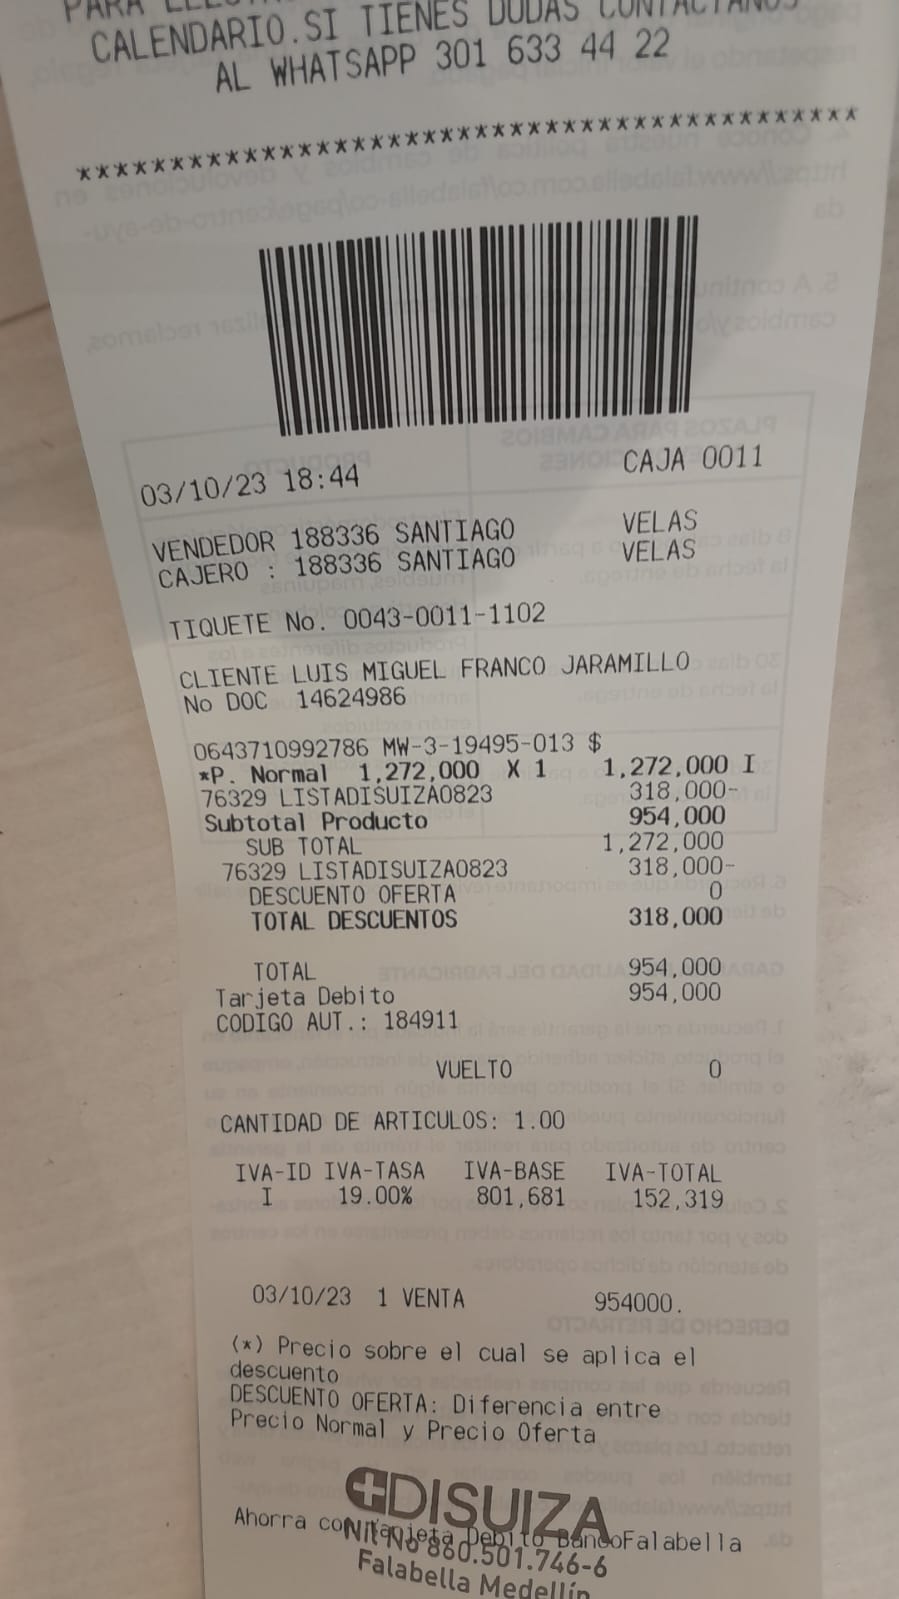 PARA
CALENDARIO.SI TIENES DUDAS CONTACTANOS
AL WHATSAPP 301 633 44 22
******************************************
03/10/23 18:44 CAJA 0011
VENDEDOR 188336 SANTIAGO VELAS
CAJERO : 188336 SANTIAGO VELAS
TIQUETE No. 0043-0011-1102
CLIENTE LUIS MIGUEL FRANCO JARAMILLO
No DOC 14624986
0643710992786 MW-3-19495-013 $
*P. Normal 1,272,000 X 1 1,272,000 I
76329 LISTADISUIZA0823 318,000-
Subtotal Producto 954,000
SUB TOTAL 1,272,000
76329 LISTADISUIZA0823 318,000-
DESCUENTO OFERTA 0
TOTAL DESCUENTOS 318,000
TOTAL 954,000
Tarjeta Debito 954,000
CODIGO AUT.: 184911
VUELTO 0
CANTIDAD DE ARTICULOS: 1.00
IVA-ID IVA-TASA IVA-BASE IVA-TOTAL
I 19.00% 801,681 152,319
03/10/23 1 VENTA 954000.
(*) Precio sobre el cual se aplica el
descuento
DESCUENTO OFERTA: Diferencia entre
Precio Normal y Precio Oferta
DISUIZA
Ahorra con Tarjeta Debito BancoFalabella
Nit No 860.501.746-6
Falabella Medellín